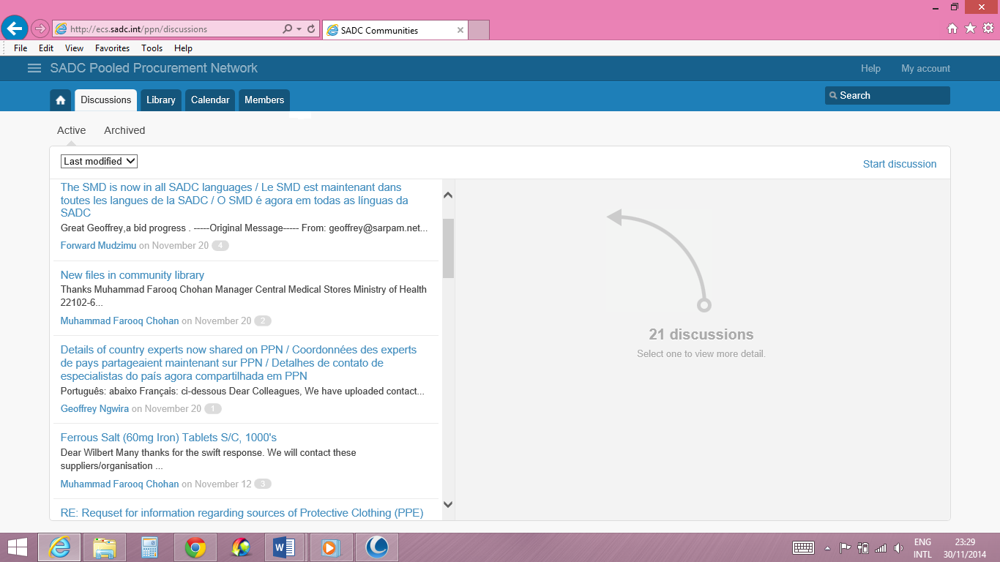 http://ecs.sadc.int/ppn/discussions
SADC Communities
File Edit View Favorites Tools Help
SADC Pooled Procurement Network
Help My account
Discussions Library Calendar Members
Search
Active Archived
Last modified
Start discussion
The SMD is now in all SADC languages / Le SMD est maintenant dans
toutes les langues de la SADC / O SMD é agora em todas as línguas da
SADC
Great Geoffrey,a bid progress . -----Original Message----- From: geoffrey@sarpam.net...
Forward Mudzimu on November 20 4
New files in community library
Thanks Muhammad Farooq Chohan Manager Central Medical Stores Ministry of Health
22102-6...
Muhammad Farooq Chohan on November 20 2
Details of country experts now shared on PPN / Coordonnées des experts
de pays partageaient maintenant sur PPN / Detalhes de contato de
especialistas do país agora compartilhada em PPN
Português: abaixo Français: ci-dessous Dear Colleagues, We have uploaded contact...
Geoffrey Ngwira on November 20 1
Ferrous Salt (60mg Iron) Tablets S/C, 1000's
Dear Wilbert Many thanks for the swift response. We will contact these
suppliers/organisation ...
Muhammad Farooq Chohan on November 12 3
RE: Requset for information regarding sources of Protective Clothing (PPE)
21 discussions
Select one to view more detail.
ENG
INTL
23:29
30/11/2014